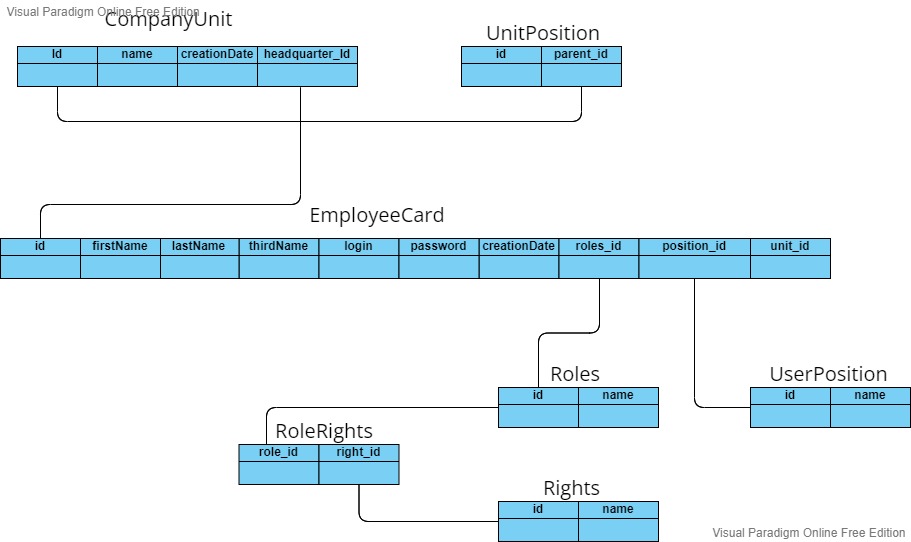 Visual Paradigm Online Free Edition
CompanyUnit
Id name creationDate headquarter_Id
UnitPosition
id parent_id
EmployeeCard
id firstName lastName thirdName login password creationDate roles_id position_id unit_id
Roles
id name
UserPosition
id name
RoleRights
role_id right_id
Rights
id name
Visual Paradigm Online Free Edition